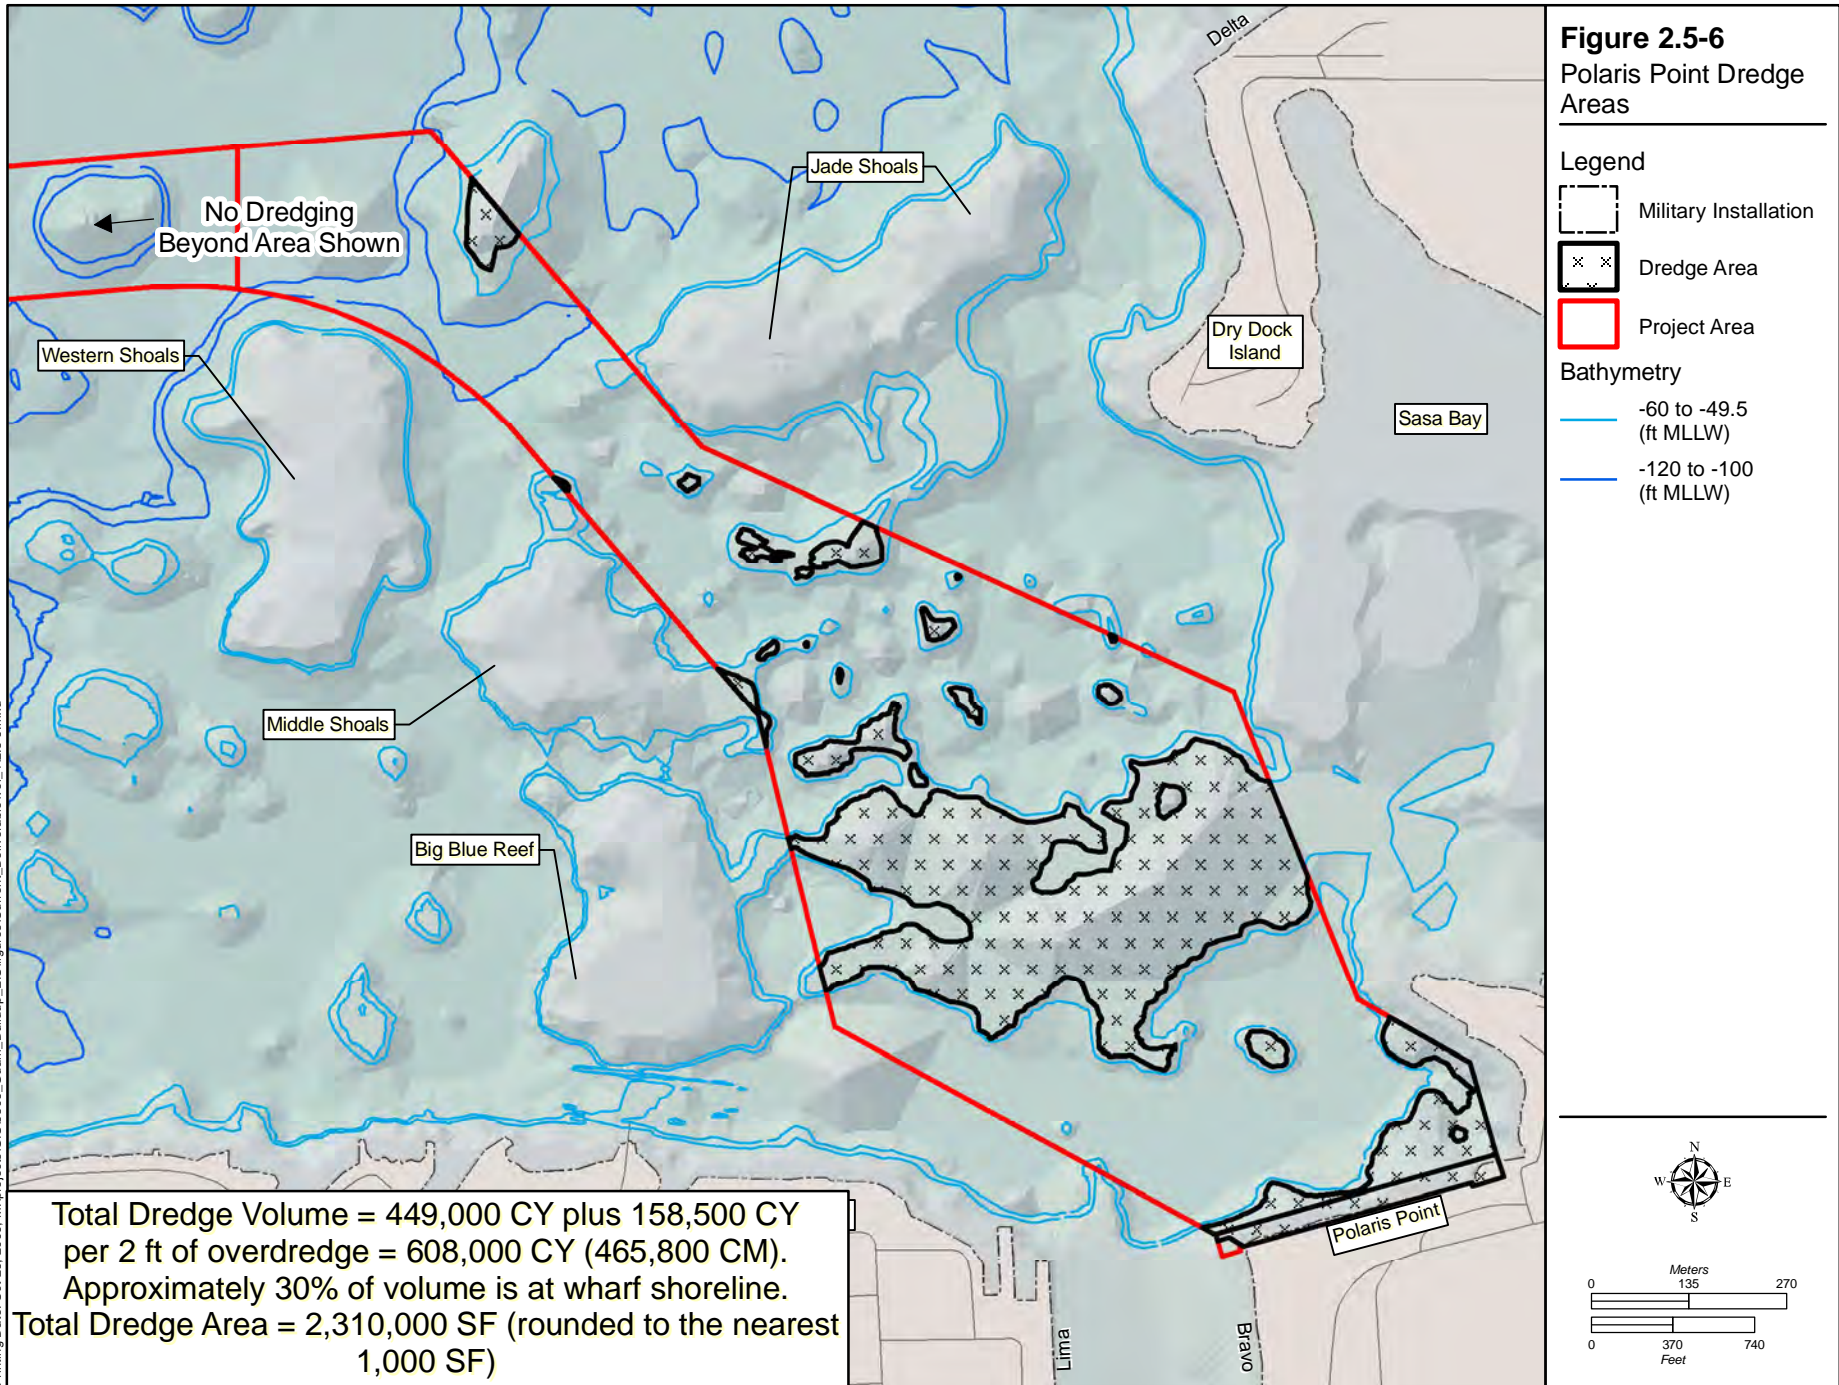 Figure 2.5-6
Polaris Point Dredge
Areas
Legend
Military Installation
Dredge Area
Project Area
Bathymetry
-60 to -49.5
(ft MLLW)
-120 to -100
(ft MLLW)
Delta
Jade Shoals
No Dredging
Beyond Area Shown
Western Shoals
Dry Dock
Island
Sasa Bay
Middle Shoals
Big Blue Reef
Polaris Point
Lima
Bravo
Total Dredge Volume = 449,000 CY plus 158,500 CY
per 2 ft of overdredge = 608,000 CY (465,800 CM).
Approximately 30% of volume is at wharf shoreline.
Total Dredge Area = 2,310,000 SF (rounded to the nearest
1,000 SF)
N
W E
S
Meters
0 135 270
0 370 740
Feet